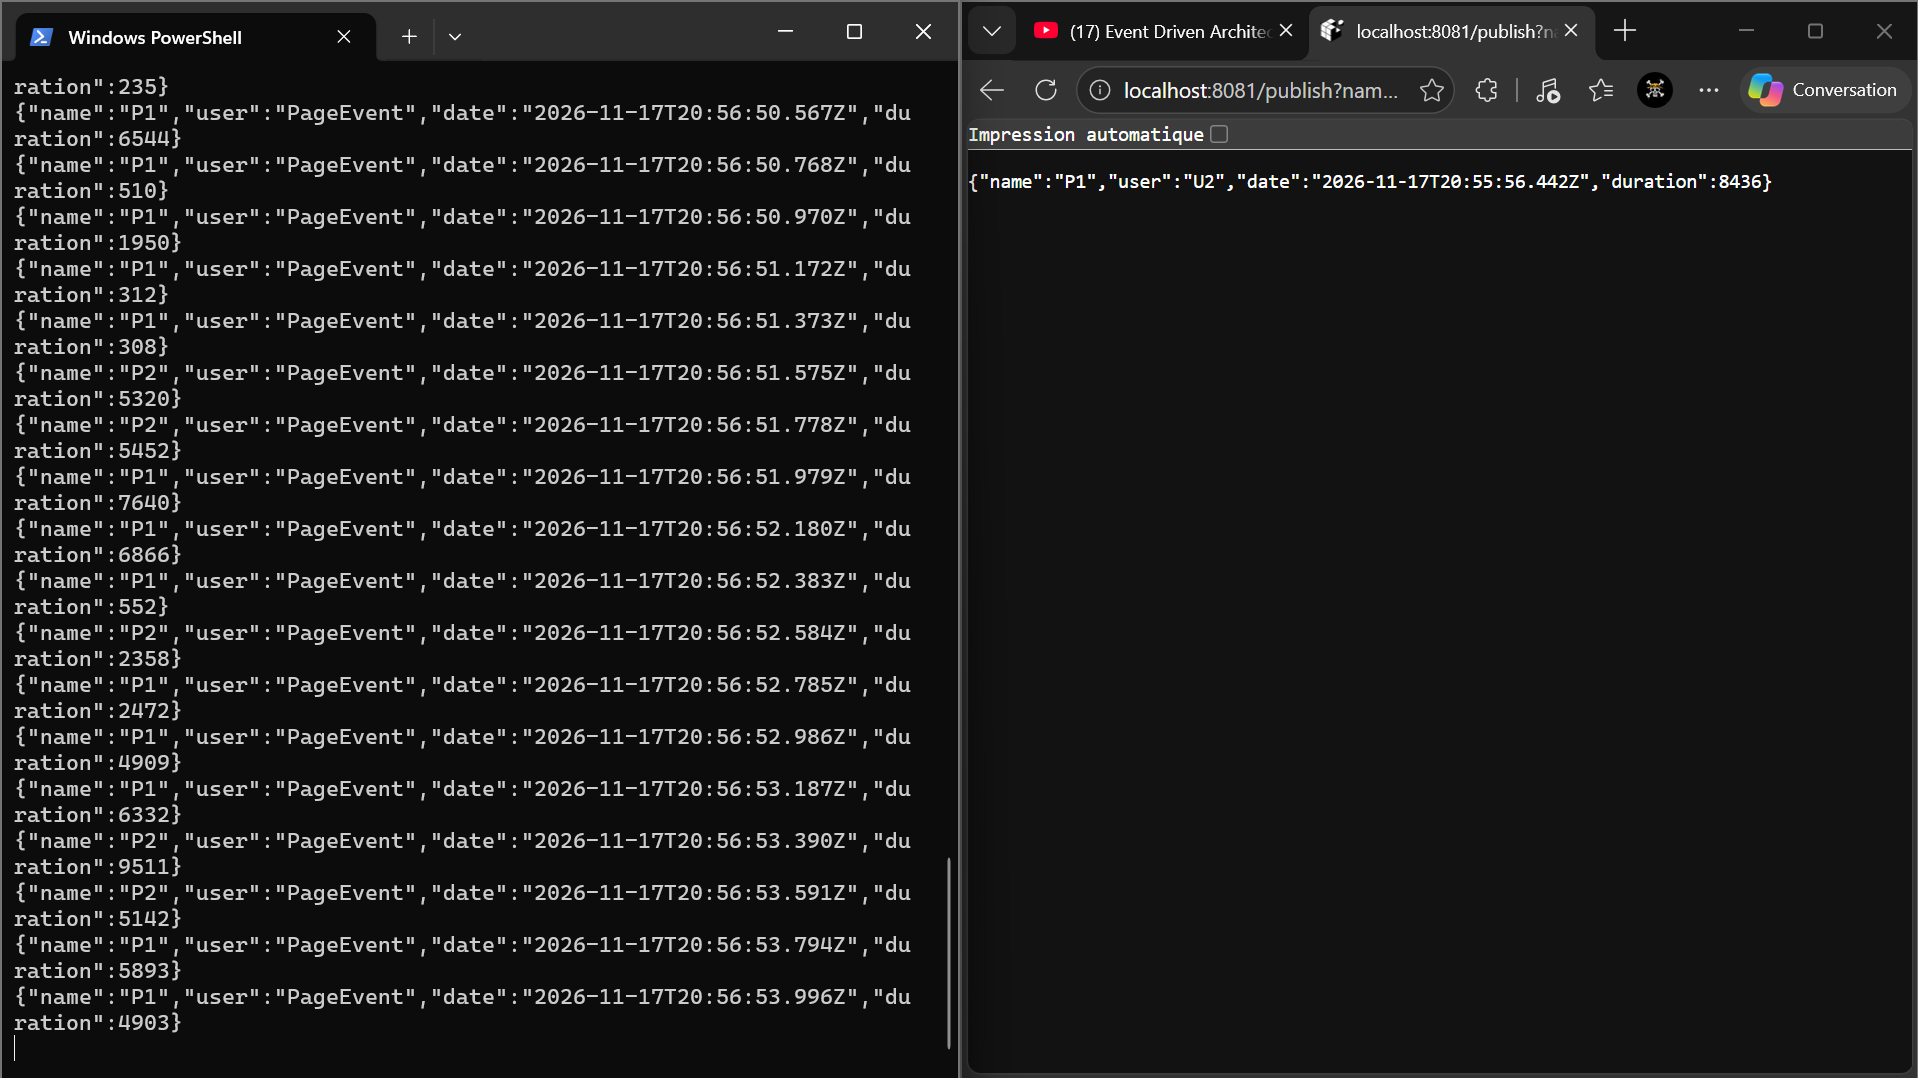 Windows PowerShell
ration":235}
{"name":"P1","user":"PageEvent","date":"2026-11-17T20:56:50.567Z","du
ration":6544}
{"name":"P1","user":"PageEvent","date":"2026-11-17T20:56:50.768Z","du
ration":510}
{"name":"P1","user":"PageEvent","date":"2026-11-17T20:56:50.970Z","du
ration":1950}
{"name":"P1","user":"PageEvent","date":"2026-11-17T20:56:51.172Z","du
ration":312}
{"name":"P1","user":"PageEvent","date":"2026-11-17T20:56:51.373Z","du
ration":308}
{"name":"P2","user":"PageEvent","date":"2026-11-17T20:56:51.575Z","du
ration":5320}
{"name":"P2","user":"PageEvent","date":"2026-11-17T20:56:51.778Z","du
ration":5452}
{"name":"P1","user":"PageEvent","date":"2026-11-17T20:56:51.979Z","du
ration":7640}
{"name":"P1","user":"PageEvent","date":"2026-11-17T20:56:52.180Z","du
ration":6866}
{"name":"P1","user":"PageEvent","date":"2026-11-17T20:56:52.383Z","du
ration":552}
{"name":"P2","user":"PageEvent","date":"2026-11-17T20:56:52.584Z","du
ration":2358}
{"name":"P1","user":"PageEvent","date":"2026-11-17T20:56:52.785Z","du
ration":2472}
{"name":"P1","user":"PageEvent","date":"2026-11-17T20:56:52.986Z","du
ration":4909}
{"name":"P1","user":"PageEvent","date":"2026-11-17T20:56:53.187Z","du
ration":6332}
{"name":"P2","user":"PageEvent","date":"2026-11-17T20:56:53.390Z","du
ration":9511}
{"name":"P2","user":"PageEvent","date":"2026-11-17T20:56:53.591Z","du
ration":5142}
{"name":"P1","user":"PageEvent","date":"2026-11-17T20:56:53.794Z","du
ration":5893}
{"name":"P1","user":"PageEvent","date":"2026-11-17T20:56:53.996Z","du
ration":4903}
(17) Event Driven Architec
localhost:8081/publish?n
localhost:8081/publish?nam...
Conversation
Impression automatique
{"name":"P1","user":"U2","date":"2026-11-17T20:55:56.442Z","duration":8436}